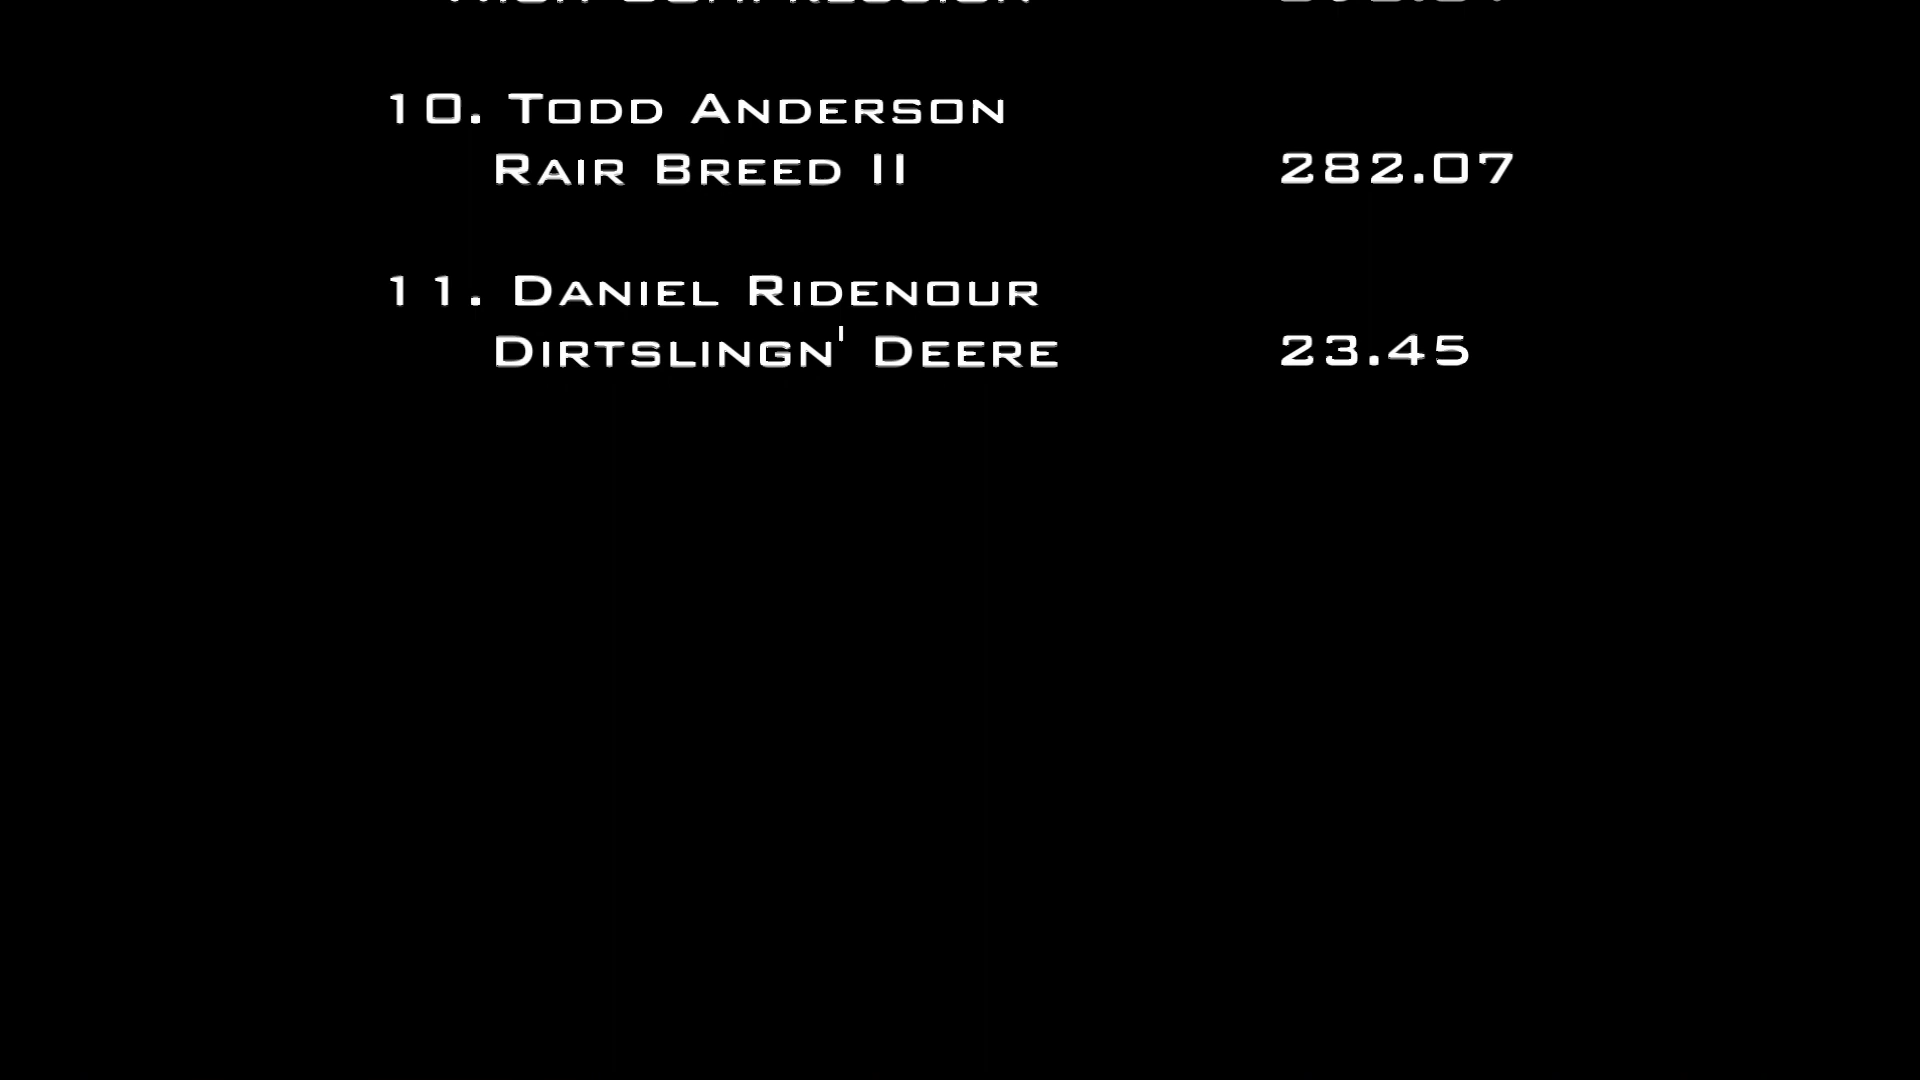 10. Todd Anderson
Rair Breed II 282.07
11. Daniel Ridenour
Dirtslingn' Deere 23.45